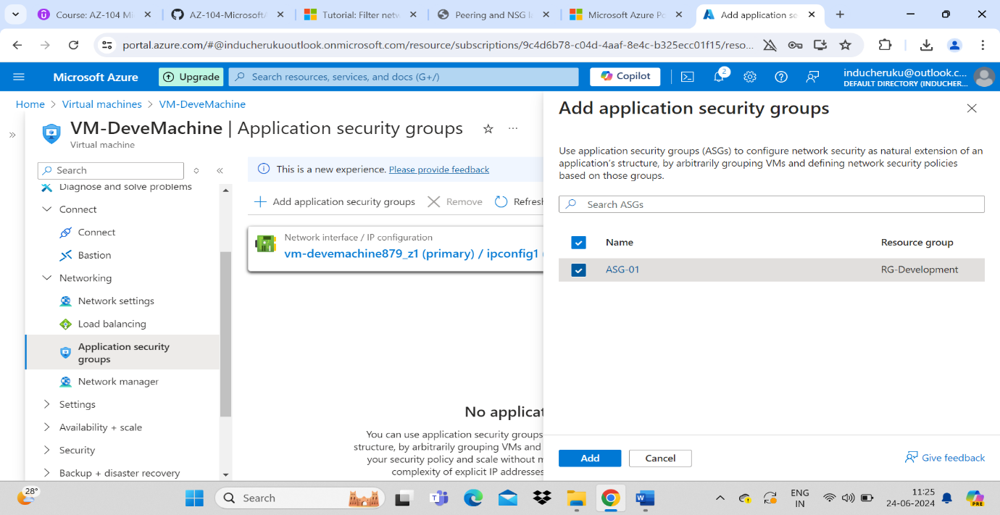 Course: AZ-104 Mi
AZ-104-Microsoft
Tutorial: Filter netw
Peering and NSG l
Microsoft Azure Po
Add application se
portal.azure.com/#@inducherukuoutlook.onmicrosoft.com/resource/subscriptions/9c4d6b78-c04d-4aaf-8e4c-b325ecc01f15/reso...
Microsoft Azure
Upgrade
Search resources, services, and docs (G+/)
Copilot
2
inducheruku@outlook.c...
DEFAULT DIRECTORY (INDUCHER...
Home > Virtual machines > VM-DeveMachine
VM-DeveMachine | Application security groups
Virtual machine
Search
Diagnose and solve problems
Connect
Connect
Bastion
Networking
Network settings
Load balancing
Application security
groups
Network manager
Settings
Availability + scale
Security
Backup + disaster recovery
This is a new experience. Please provide feedback
Add application security groups
Remove
Refresh
Network interface / IP configuration
vm-devemachine879_z1 (primary) / ipconfig1
No applicat
You can use application security groups
structure, by arbitrarily grouping VMs and
your security policy and scale without m
complexity of explicit IP addresses
Add application security groups
Use application security groups (ASGs) to configure network security as natural extension of an
application's structure, by arbitrarily grouping VMs and defining network security policies
based on those groups.
Search ASGs
Name Resource group
ASG-01 RG-Development
Add
Cancel
Give feedback
28°
Search
ENG
IN
11:25
24-06-2024
PRE